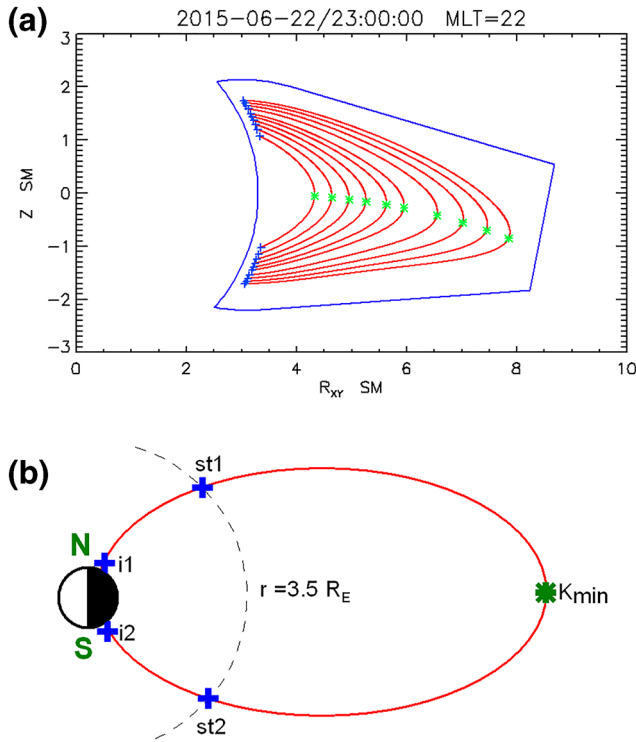 (a) 2015-06-22/23:00:00 MLT=22
3
2
1
0
-1
-2
-3
Z SM
0 2 4 6 8 10
R_XY SM
(b)
st1
N
i1
r =3.5 R_E
K_min
S
i2
st2